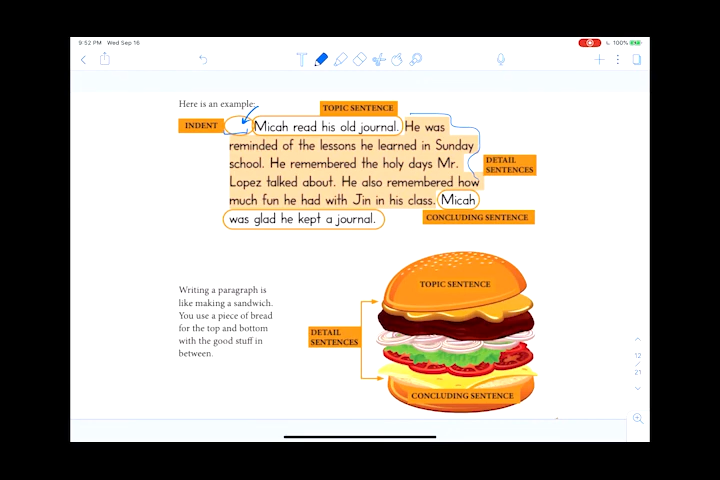 9:52 PM Wed Sep 16
100%
T
Here is an example:
TOPIC SENTENCE
INDENT
Micah read his old journal. He was
reminded of the lessons he learned in Sunday
school. He remembered the holy days Mr.
Lopez talked about. He also remembered how
much fun he had with Jin in his class. Micah
was glad he kept a journal.
DETAIL
SENTENCES
CONCLUDING SENTENCE
Writing a paragraph is
like making a sandwich.
You use a piece of bread
for the top and bottom
with the good stuff in
between.
TOPIC SENTENCE
DETAIL
SENTENCES
CONCLUDING SENTENCE
12
/
21